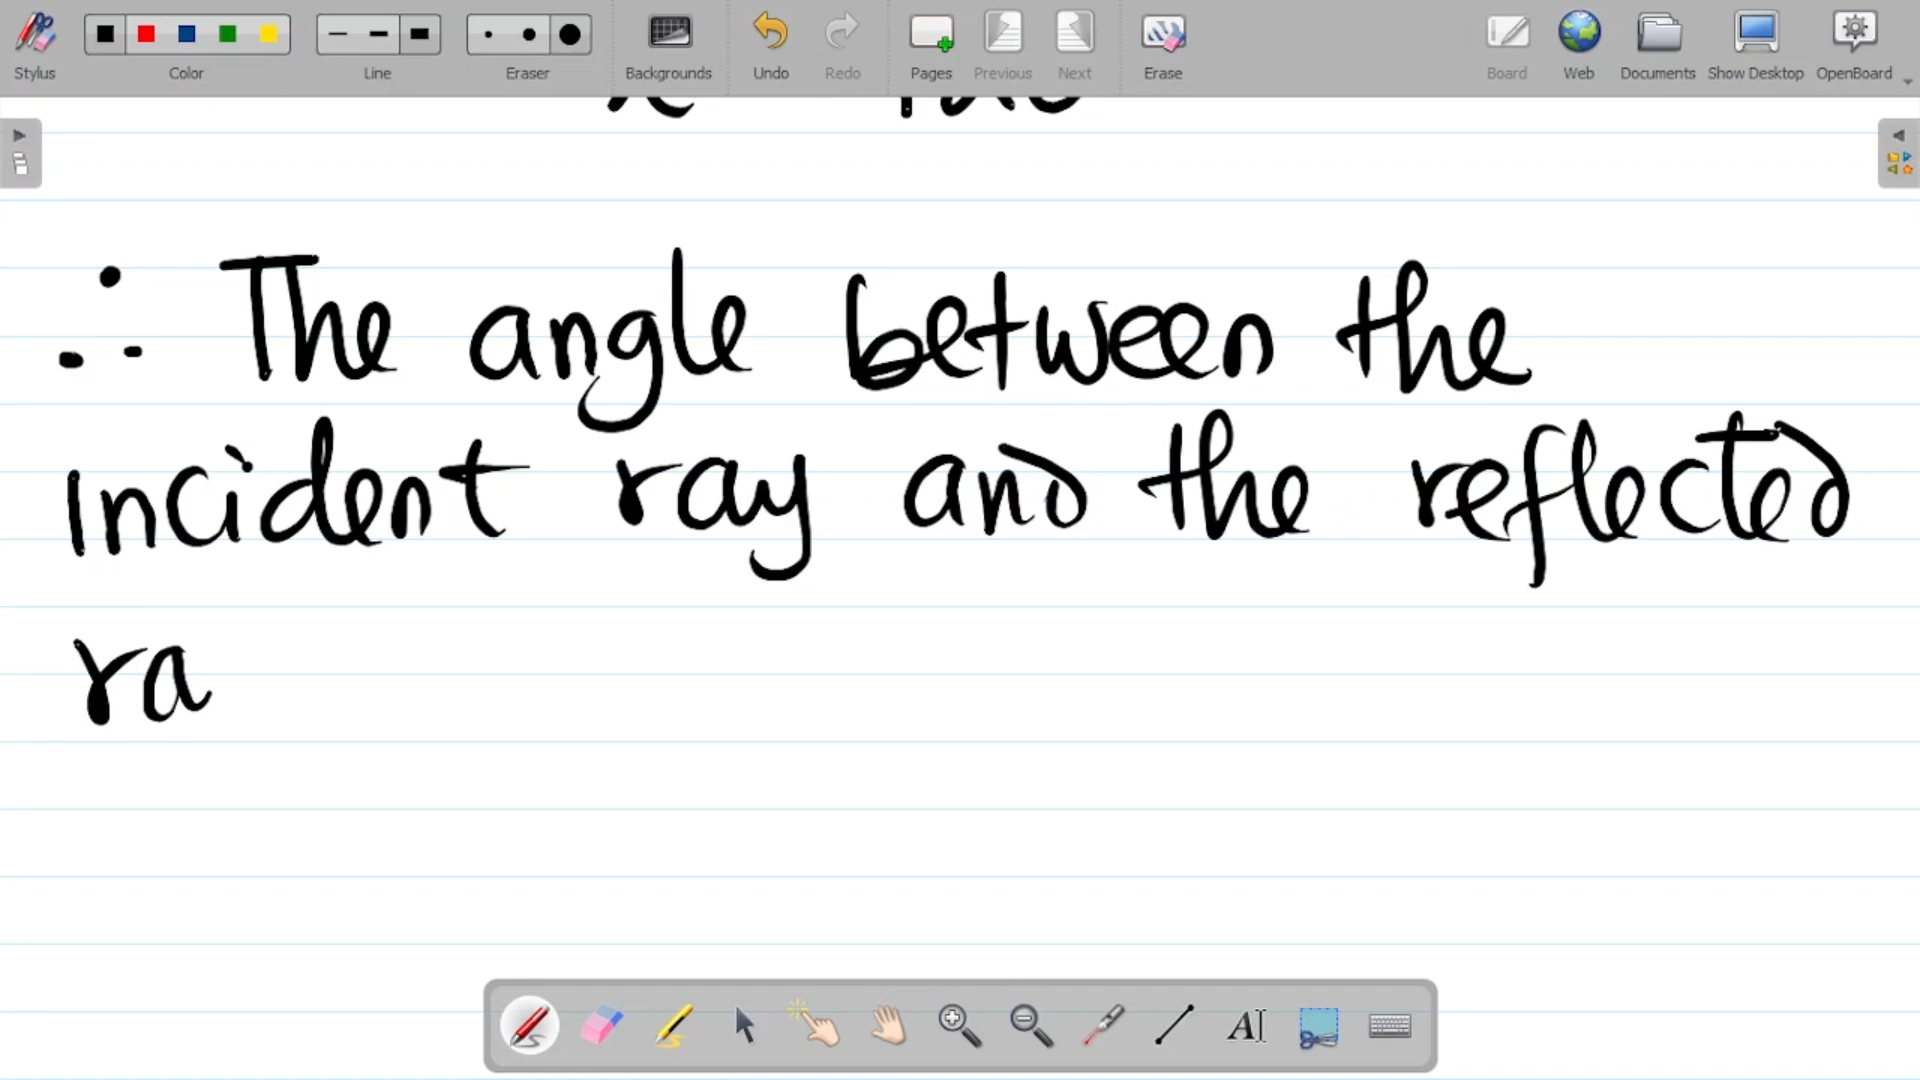 Stylus Color Line Eraser Backgrounds Undo Redo Pages Previous Next Erase Board Web Documents Show Desktop OpenBoard
∴ The angle between the
incident ray and the reflected
ra